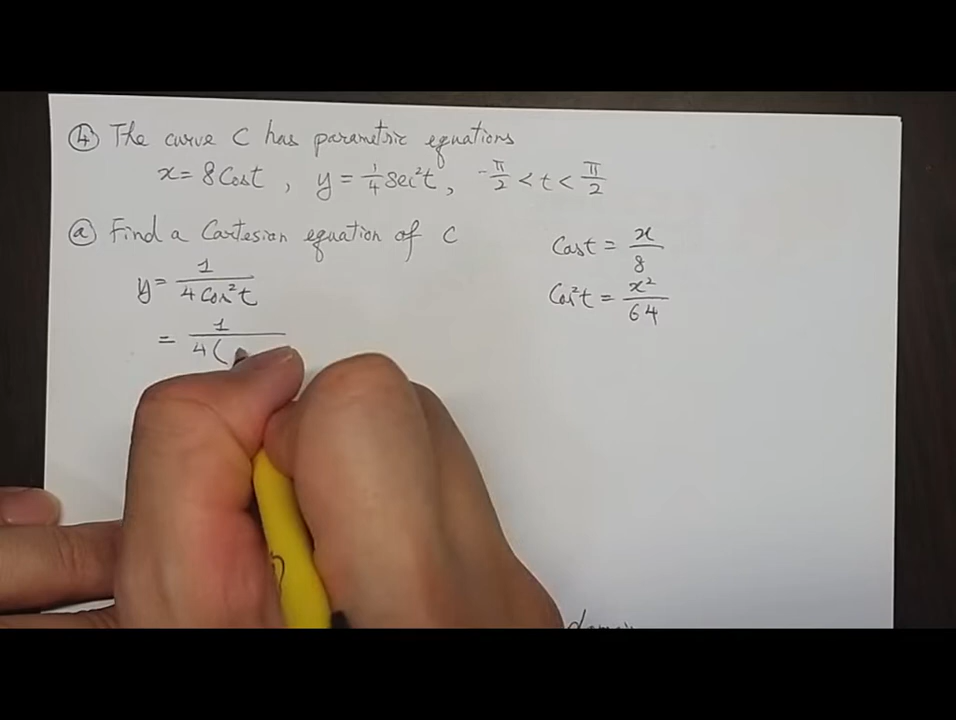 ④ The curve C has parametric equations
x = 8 Cos t , y = 1/4 sec²t, -π/2 < t < π/2
ⓐ Find a Cartesian equation of C
y = 1/(4 Cos²t)
= 1/(4(
Cos t = x/8
Cos²t = x²/64